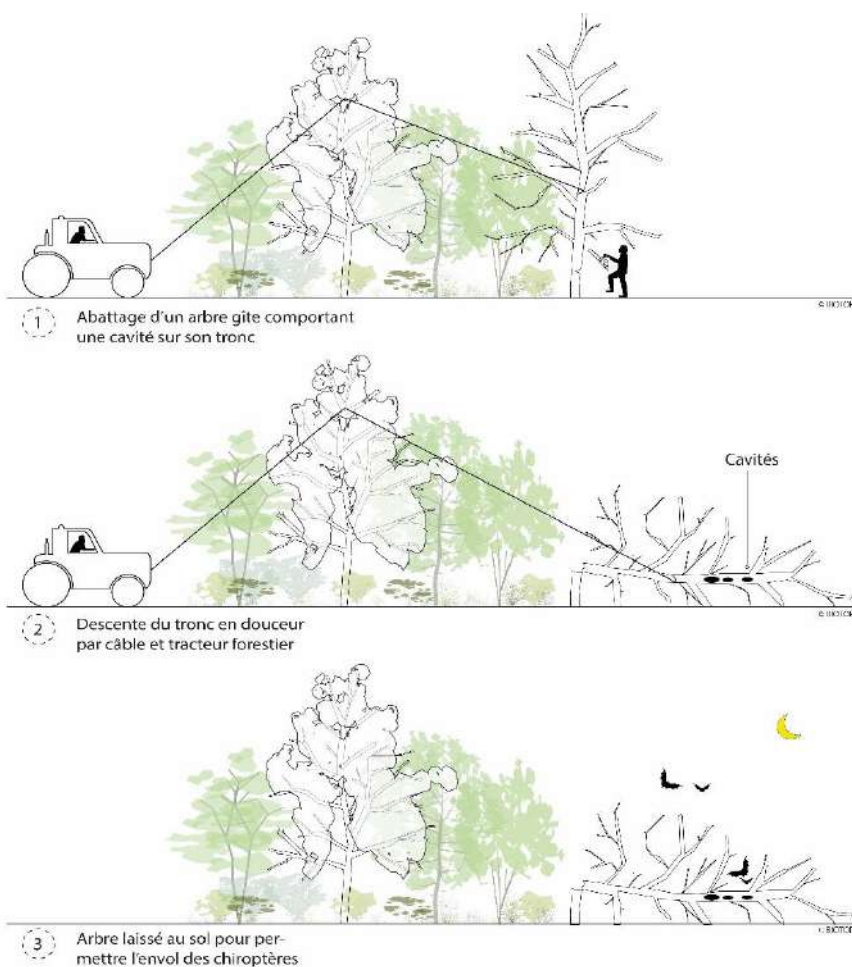 1
Abattage d'un arbre gîte comportant
une cavité sur son tronc
Cavités
2
Descente du tronc en douceur
par câble et tracteur forestier
3
Arbre laissé au sol pour per-
mettre l'envol des chiroptères